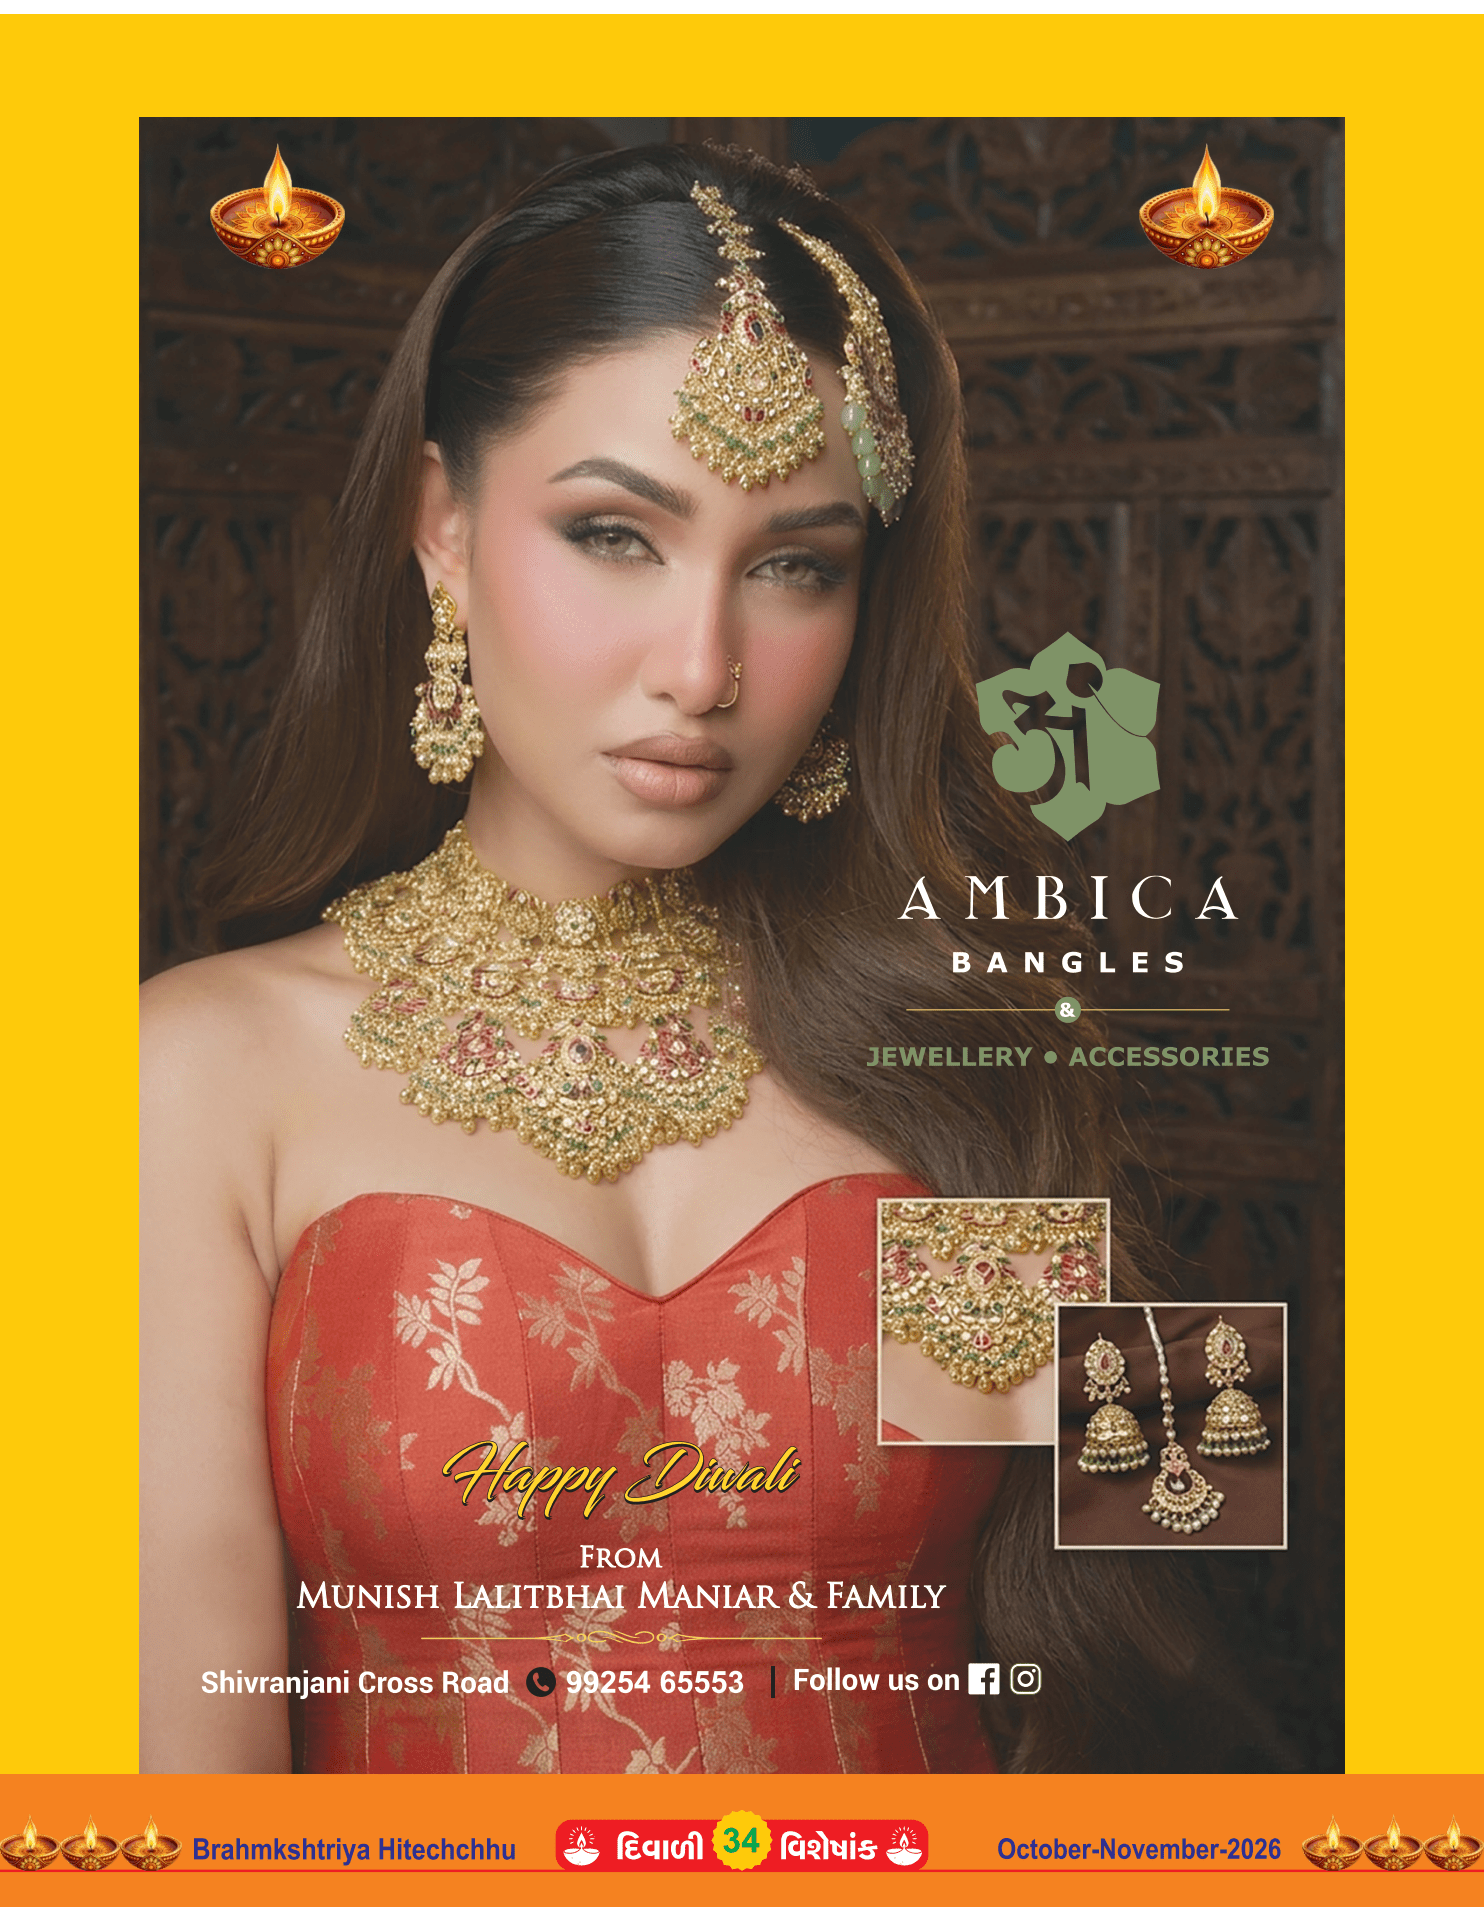 અં
AMBICA
BANGLES
&
JEWELLERY • ACCESSORIES
Happy Diwali
FROM
MUNISH LALITBHAI MANIAR & FAMILY
Shivranjani Cross Road 99254 65553 | Follow us on
Brahmkshtriya Hitechchhu દિવાળી 34 વિશેષાંક October-November-2026